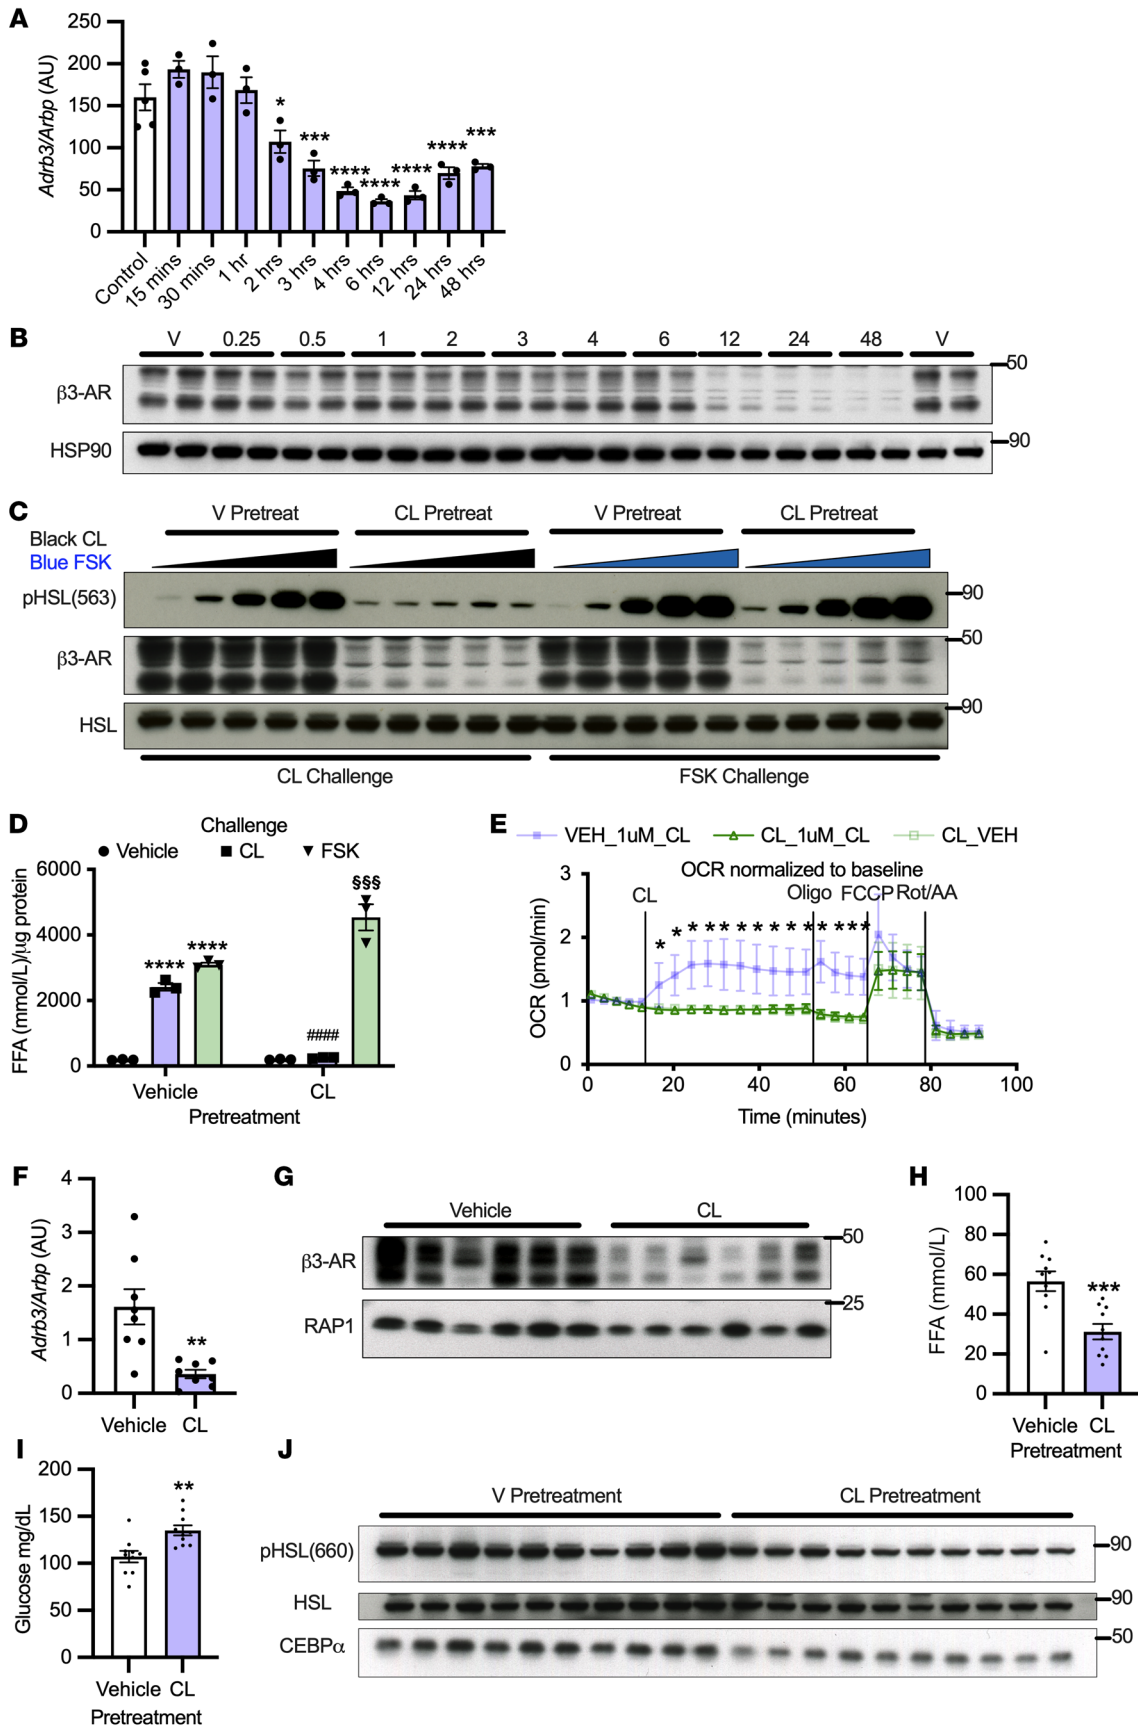 A
250
200
150
100
50
0
Adrb3/Arbp (AU)
*
***
****
****
****
****
***
Control
15 mins
30 mins
1 hr
2 hrs
3 hrs
4 hrs
6 hrs
12 hrs
24 hrs
48 hrs
B
V 0.25 0.5 1 2 3 4 6 12 24 48 V
β3-AR
50
HSP90
90
C
V Pretreat CL Pretreat V Pretreat CL Pretreat
Black CL
Blue FSK
pHSL(563)
90
β3-AR
50
HSL
90
CL Challenge FSK Challenge
D
Challenge
Vehicle CL FSK
6000
4000
2000
0
FFA (mmol/L)/μg protein
****
****
####
§§§
Vehicle CL
Pretreatment
E
VEH_1uM_CL CL_1uM_CL CL_VEH
OCR normalized to baseline
CL Oligo FCCP Rot/AA
3
2
1
0
OCR (pmol/min)
* * * * * * * * * * * * * *
0 20 40 60 80 100
Time (minutes)
F
4
3
2
1
0
Adrb3/Arbp (AU)
**
Vehicle CL
G
Vehicle CL
β3-AR
50
RAP1
25
H
100
80
60
40
20
0
FFA (mmol/L)
***
Vehicle CL
Pretreatment
I
200
150
100
50
0
Glucose mg/dL
**
Vehicle CL
Pretreatment
J
V Pretreatment CL Pretreatment
pHSL(660)
90
HSL
90
CEBPα
50